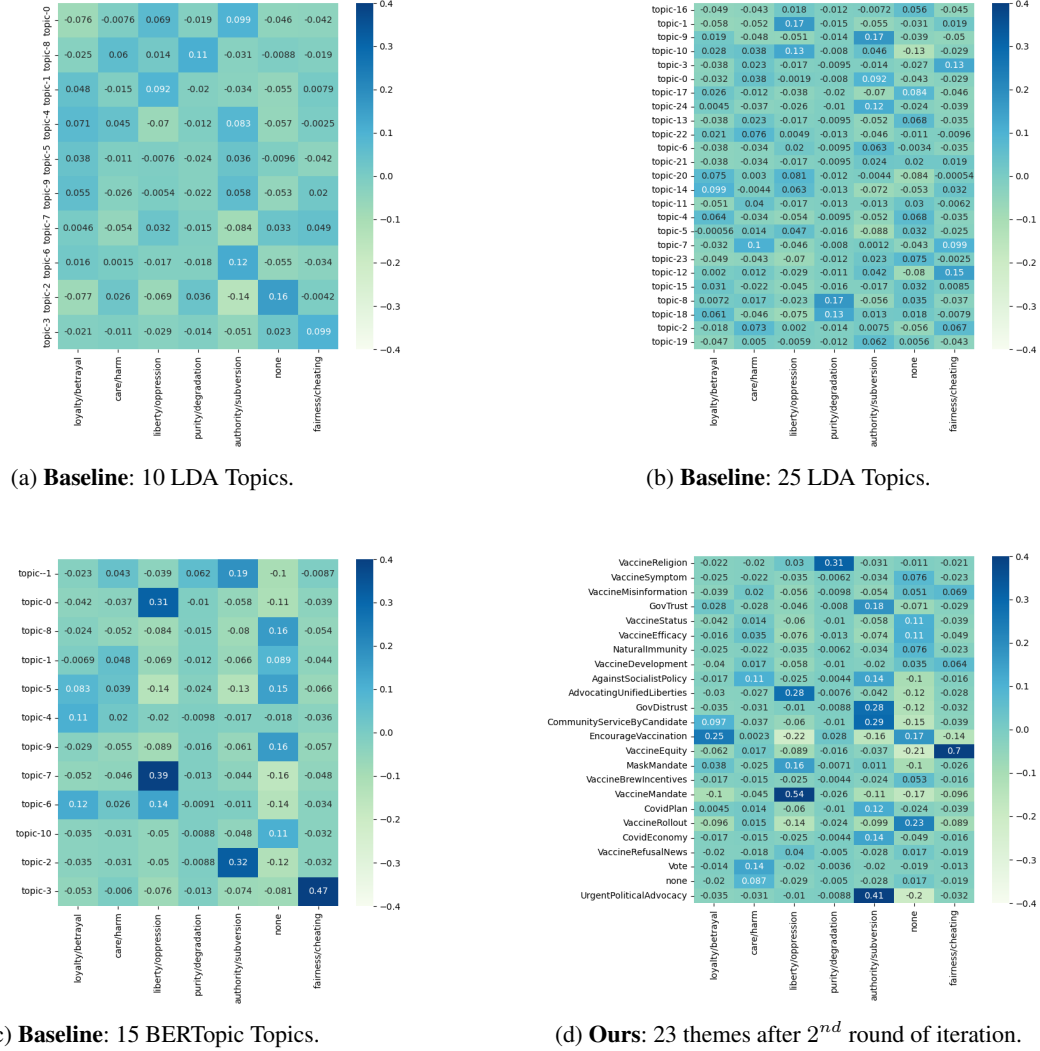 topic-0 -0.076 -0.0076 0.069 -0.019 0.099 -0.046 -0.042
topic-8 -0.025 0.06 0.014 0.11 -0.031 -0.0088 -0.019
topic-1 0.048 -0.015 0.092 -0.02 -0.034 -0.055 0.0079
topic-4 0.071 0.045 -0.07 -0.012 0.083 -0.057 -0.0025
topic-5 0.038 -0.011 -0.0076 -0.024 0.036 -0.0096 -0.042
topic-9 0.055 -0.026 -0.0054 -0.022 0.058 -0.053 0.02
topic-7 0.0046 -0.054 0.032 -0.015 -0.084 0.033 0.049
topic-6 0.016 0.0015 -0.017 -0.018 0.12 -0.055 -0.034
topic-2 -0.077 0.026 -0.069 0.036 -0.14 0.16 -0.0042
topic-3 -0.021 -0.011 -0.029 -0.014 -0.051 0.023 0.099
loyalty/betrayal care/harm liberty/oppression purity/degradation authority/subversion none fairness/cheating
0.4
0.3
0.2
0.1
0.0
−0.1
−0.2
−0.3
−0.4
(a) Baseline: 10 LDA Topics.
topic-16 -0.049 -0.043 0.018 -0.012 -0.0072 0.056 -0.045
topic-1 -0.058 -0.052 0.17 -0.015 -0.055 -0.031 0.019
topic-9 0.019 -0.048 -0.051 -0.014 0.17 -0.039 -0.05
topic-10 0.028 0.038 0.13 -0.008 0.046 -0.13 -0.029
topic-3 -0.038 0.023 -0.017 -0.0095 -0.014 -0.027 0.13
topic-0 -0.032 0.038 -0.0019 -0.008 0.092 -0.043 -0.029
topic-17 0.026 -0.012 -0.038 -0.02 -0.07 0.084 -0.046
topic-24 0.0045 -0.037 -0.026 -0.01 0.12 -0.024 -0.039
topic-13 -0.038 0.023 -0.017 -0.0095 -0.052 0.068 -0.035
topic-22 0.021 0.076 0.0049 -0.013 -0.046 -0.011 -0.0096
topic-6 -0.038 -0.034 0.02 -0.0095 0.063 -0.0034 -0.035
topic-21 -0.038 -0.034 -0.017 -0.0095 0.024 0.02 0.019
topic-20 0.075 0.003 0.081 -0.012 -0.0044 -0.084 -0.00054
topic-14 0.099 -0.0044 0.063 -0.013 -0.072 -0.053 0.032
topic-11 -0.051 0.04 -0.017 -0.013 -0.013 0.03 -0.0062
topic-4 0.064 -0.034 -0.054 -0.0095 -0.052 0.068 -0.035
topic-5 -0.00056 0.014 0.047 -0.016 -0.088 0.032 -0.025
topic-7 -0.032 0.1 -0.046 -0.008 0.0012 -0.043 0.099
topic-23 -0.049 -0.043 -0.07 -0.012 0.023 0.075 -0.0025
topic-12 0.002 0.012 -0.029 -0.011 0.042 -0.08 0.15
topic-15 0.031 -0.022 -0.045 -0.016 -0.017 0.032 0.0085
topic-8 0.0072 0.017 -0.023 0.17 -0.056 0.035 -0.037
topic-18 0.061 -0.046 -0.075 0.13 0.013 -0.018 -0.0079
topic-2 -0.018 0.073 0.002 -0.014 0.0075 -0.056 0.067
topic-19 -0.047 0.005 -0.0059 -0.012 0.062 0.0056 -0.043
loyalty/betrayal care/harm liberty/oppression purity/degradation authority/subversion none fairness/cheating
0.4
0.3
0.2
0.1
0.0
−0.1
−0.2
−0.3
−0.4
(b) Baseline: 25 LDA Topics.
topic--1 -0.023 0.043 -0.039 0.062 0.19 -0.1 -0.0087
topic-0 -0.042 -0.037 0.31 -0.01 -0.058 -0.11 -0.039
topic-8 -0.024 -0.052 -0.084 -0.015 -0.08 0.16 -0.054
topic-1 -0.0069 0.048 -0.069 -0.012 -0.066 0.089 -0.044
topic-5 0.083 0.039 -0.14 -0.024 -0.13 0.15 -0.066
topic-4 0.11 0.02 -0.02 -0.0098 -0.017 -0.018 -0.036
topic-9 -0.029 -0.055 -0.089 -0.016 -0.061 0.16 -0.057
topic-7 -0.052 -0.046 0.39 -0.013 -0.044 -0.16 -0.048
topic-6 0.12 0.026 0.14 -0.0091 -0.011 -0.14 -0.034
topic-10 -0.035 -0.031 -0.05 -0.0088 -0.048 0.11 -0.032
topic-2 -0.035 -0.031 -0.05 -0.0088 0.32 -0.12 -0.032
topic-3 -0.053 -0.006 -0.076 -0.013 -0.074 -0.081 0.47
loyalty/betrayal care/harm liberty/oppression purity/degradation authority/subversion none fairness/cheating
0.4
0.3
0.2
0.1
0.0
−0.1
−0.2
−0.3
−0.4
c) Baseline: 15 BERTopic Topics.
VaccineReligion -0.022 -0.02 0.03 0.31 -0.031 -0.011 -0.021
VaccineSymptom -0.025 -0.022 -0.035 -0.0062 -0.034 0.076 -0.023
VaccineMisinformation -0.039 0.02 -0.056 -0.0098 -0.054 0.051 0.069
GovTrust 0.028 -0.028 -0.046 -0.008 0.18 -0.071 -0.029
VaccineStatus -0.042 0.014 -0.06 -0.01 -0.058 0.11 -0.039
VaccineEfficacy -0.016 0.035 -0.076 -0.013 -0.074 0.11 -0.049
NaturalImmunity -0.025 -0.022 -0.035 -0.0062 -0.034 0.076 -0.023
VaccineDevelopment -0.04 0.017 -0.058 -0.01 -0.02 0.035 0.064
AgainstSocialistPolicy -0.017 0.11 -0.025 -0.0044 0.14 -0.1 -0.016
AdvocatingUnifiedLiberties -0.03 -0.027 0.28 -0.0076 -0.042 -0.12 -0.028
GovDistrust -0.035 -0.031 -0.01 -0.0088 0.28 -0.12 -0.032
CommunityServiceByCandidate 0.097 -0.037 -0.06 -0.01 0.29 -0.15 -0.039
EncourageVaccination 0.25 0.0023 -0.22 0.028 -0.16 0.17 -0.14
VaccineEquity -0.062 0.017 -0.089 -0.016 -0.037 -0.21 0.7
MaskMandate 0.038 -0.025 0.16 -0.0071 0.011 -0.1 -0.026
VaccineBrewIncentives -0.017 -0.015 -0.025 -0.0044 -0.024 0.053 -0.016
VaccineMandate -0.1 -0.045 0.54 -0.026 -0.11 -0.17 -0.096
CovidPlan 0.0045 0.014 -0.06 -0.01 0.12 -0.024 -0.039
VaccineRollout -0.096 0.015 -0.14 -0.024 -0.099 0.23 -0.089
CovidEconomy -0.017 -0.015 -0.025 -0.0044 0.14 -0.049 -0.016
VaccineRefusalNews -0.02 -0.018 0.04 -0.005 -0.028 0.017 -0.019
Vote -0.014 0.14 -0.02 -0.0036 -0.02 -0.019 -0.013
none -0.02 0.087 -0.029 -0.005 -0.028 0.017 -0.019
UrgentPoliticalAdvocacy -0.035 -0.031 -0.01 -0.0088 0.41 -0.2 -0.032
loyalty/betrayal care/harm liberty/oppression purity/degradation authority/subversion none fairness/cheating
0.4
0.3
0.2
0.1
0.0
−0.1
−0.2
−0.3
−0.4
(d) Ours: 23 themes after 2nd round of iteration.